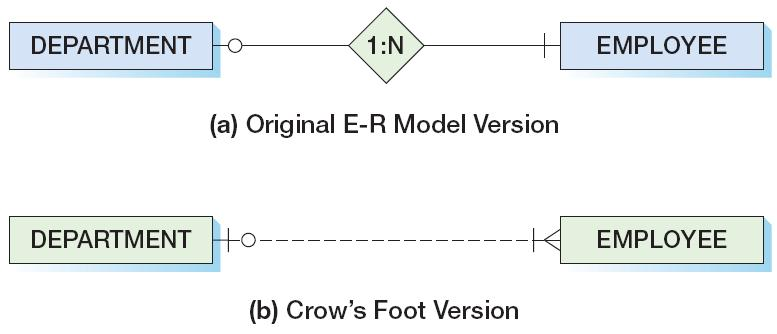 DEPARTMENT 1:N EMPLOYEE
(a) Original E-R Model Version
DEPARTMENT EMPLOYEE
(b) Crow's Foot Version